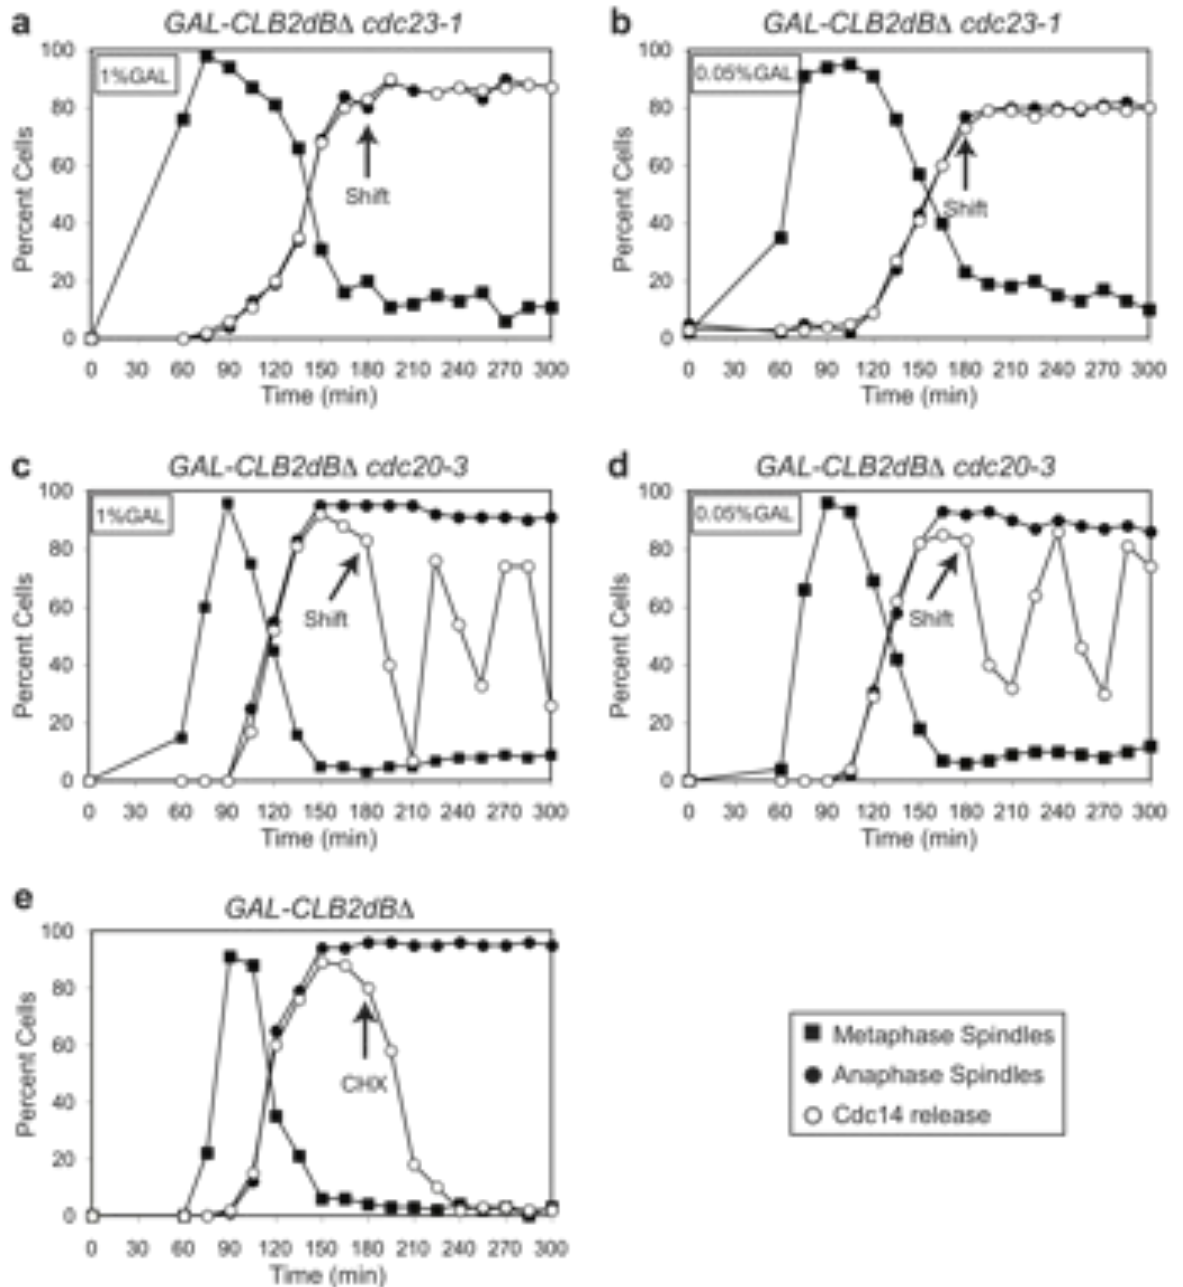 a
GAL-CLB2dBΔ cdc23-1
1%GAL
Percent Cells
100
80
60
40
20
0
Shift
0 30 60 90 120 150 180 210 240 270 300
Time (min)
b
GAL-CLB2dBΔ cdc23-1
0.05%GAL
Percent Cells
100
80
60
40
20
0
Shift
0 30 60 90 120 150 180 210 240 270 300
Time (min)
c
GAL-CLB2dBΔ cdc20-3
1%GAL
Percent Cells
100
80
60
40
20
0
Shift
0 30 60 90 120 150 180 210 240 270 300
Time (min)
d
GAL-CLB2dBΔ cdc20-3
0.05%GAL
Percent Cells
100
80
60
40
20
0
Shift
0 30 60 90 120 150 180 210 240 270 300
Time (min)
e
GAL-CLB2dBΔ
Percent Cells
100
80
60
40
20
0
CHX
0 30 60 90 120 150 180 210 240 270 300
Time (min)
Metaphase Spindles
Anaphase Spindles
Cdc14 release